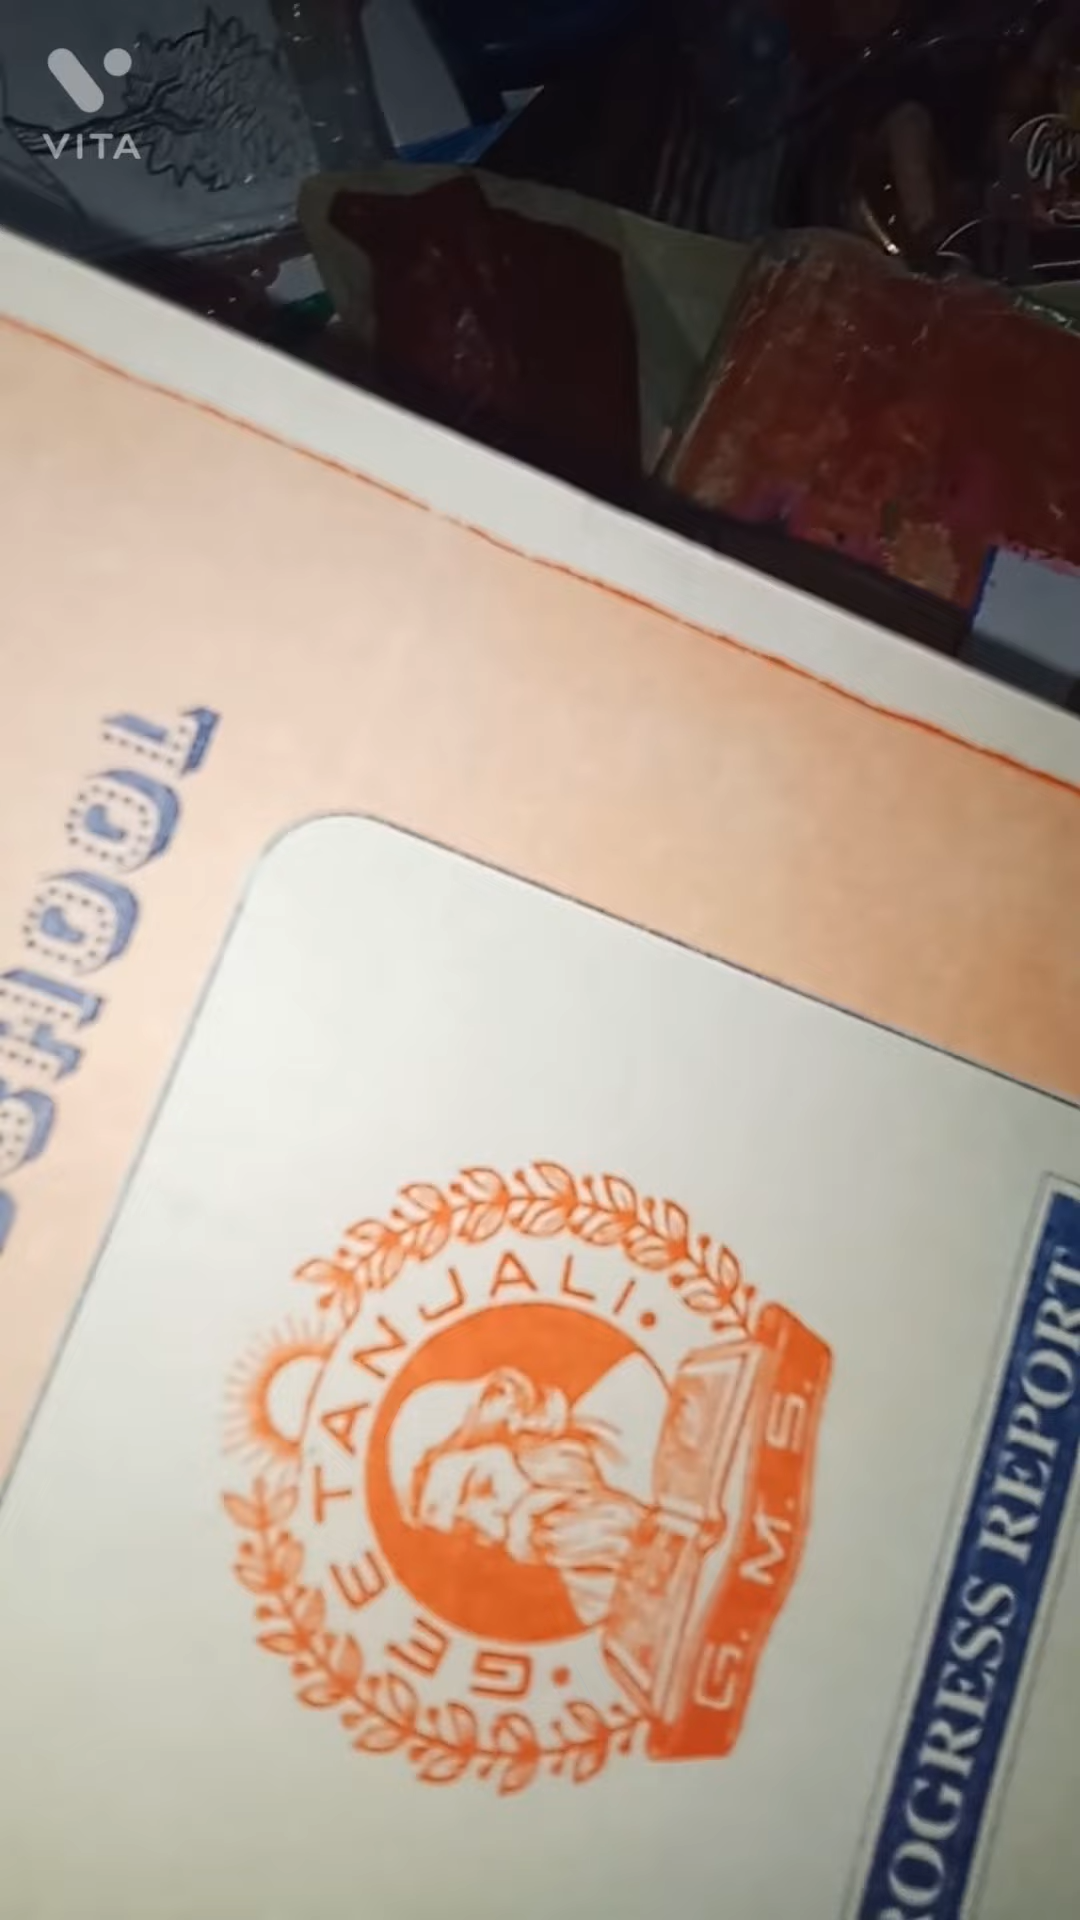 VITA
SCHOOL
GEETANJALI
G. M. S.
PROGRESS REPORT